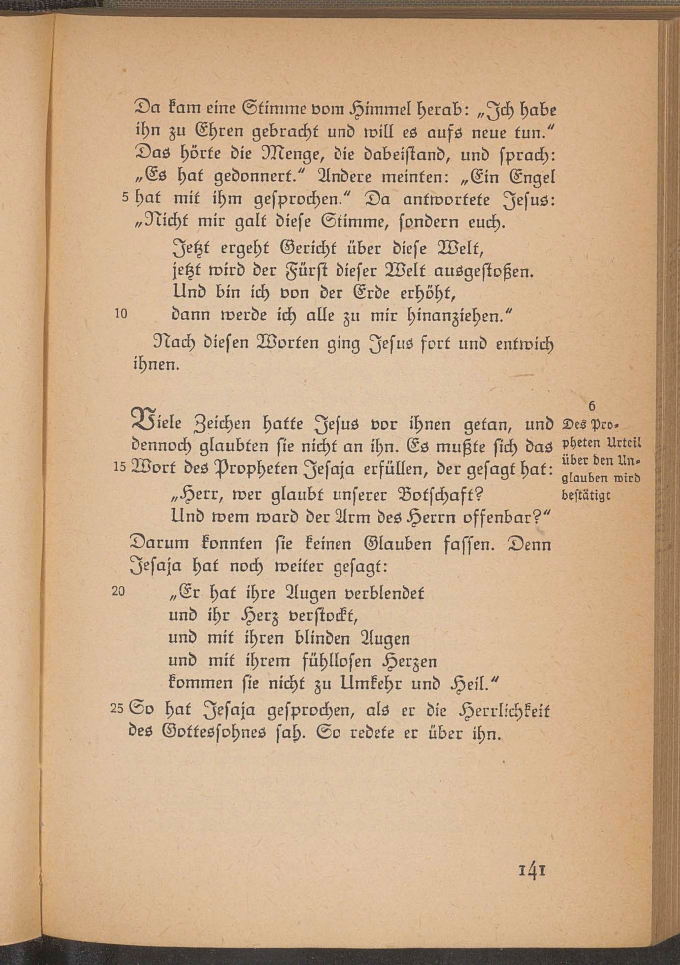 Da kam eine Stimme vom Himmel herab: „Ich habe
ihn zu Ehren gebracht und will es aufs neue tun.“
Das hörte die Menge, die dabeistand, und sprach:
„Es hat gedonnert.“ Andere meinten: „Ein Engel
5 hat mit ihm gesprochen.“ Da antwortete Jesus:
„Nicht mir galt diese Stimme, sondern euch.
Jetzt ergeht Gericht über diese Welt,
jetzt wird der Fürst dieser Welt ausgestoßen.
Und bin ich von der Erde erhöht,
10 dann werde ich alle zu mir hinanziehen.“
Nach diesen Worten ging Jesus fort und entwich
ihnen.
Viele Zeichen hatte Jesus vor ihnen getan, und
dennoch glaubten sie nicht an ihn. Es mußte sich das
15 Wort des Propheten Jesaja erfüllen, der gesagt hat:
„Herr, wer glaubt unserer Botschaft?
Und wem ward der Arm des Herrn offenbar?“
Darum konnten sie keinen Glauben fassen. Denn
Jesaja hat noch weiter gesagt:
20 „Er hat ihre Augen verblendet
und ihr Herz verstockt,
und mit ihren blinden Augen
und mit ihrem fühllosen Herzen
kommen sie nicht zu Umkehr und Heil.“
25 So hat Jesaja gesprochen, als er die Herrlichkeit
des Gottessohnes sah. So redete er über ihn.
6
Des Pro-
pheten Urteil
über den Un-
glauben wird
bestätigt
141